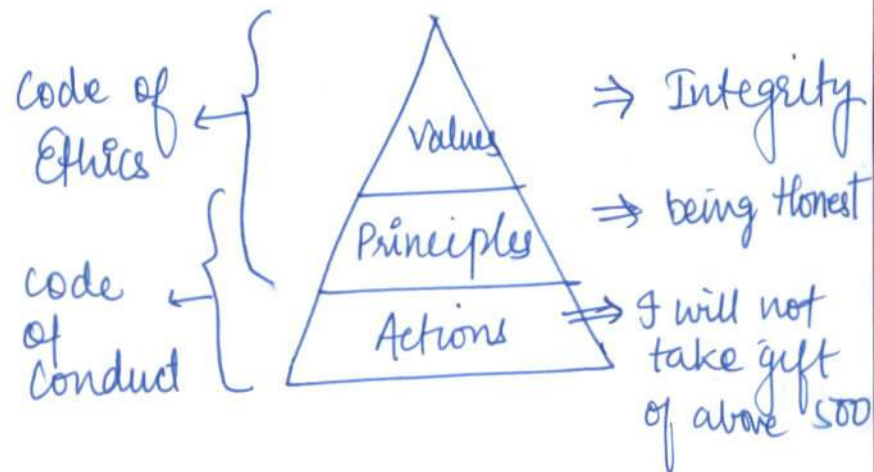 Code of
Ethics
Code
of
Conduct
Values
Principles
Actions
⇒ Integrity
⇒ being Honest
⇒ I will not
take gift
of above 500